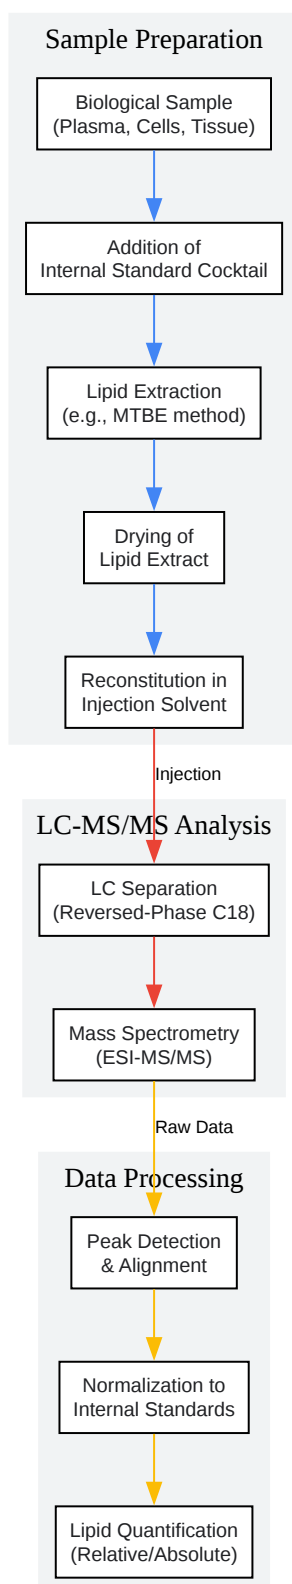 Sample Preparation
Biological Sample
(Plasma, Cells, Tissue)
Addition of
Internal Standard Cocktail
Lipid Extraction
(e.g., MTBE method)
Drying of
Lipid Extract
Reconstitution in
Injection Solvent
Injection
LC-MS/MS Analysis
LC Separation
(Reversed-Phase C18)
Mass Spectrometry
(ESI-MS/MS)
Raw Data
Data Processing
Peak Detection
& Alignment
Normalization to
Internal Standards
Lipid Quantification
(Relative/Absolute)